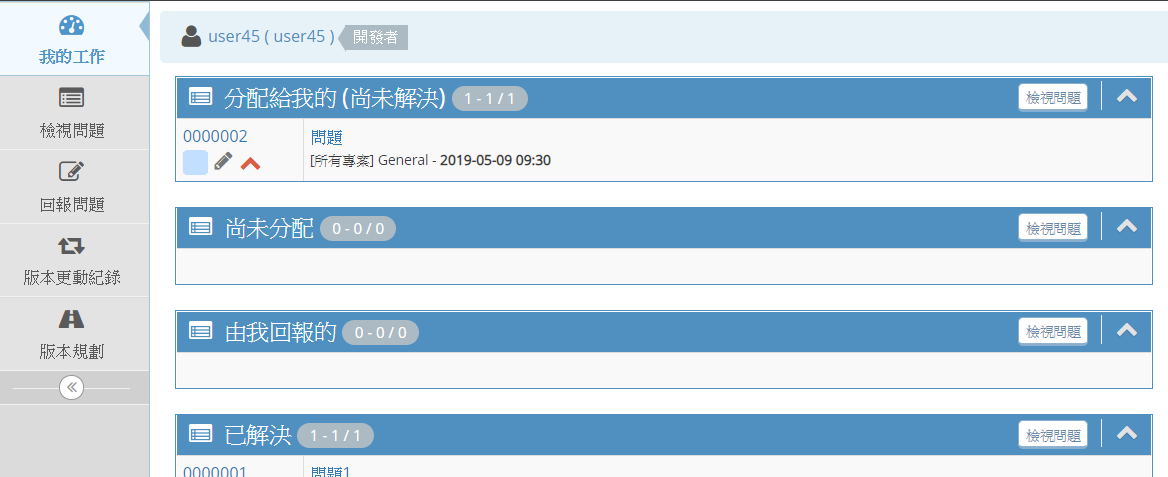 我的工作
檢視問題
回報問題
版本更動紀錄
版本規劃
user45 ( user45 ) 開發者
分配給我的 (尚未解決) 1 - 1 / 1 檢視問題
0000002 問題
[所有專案] General - 2019-05-09 09:30
尚未分配 0 - 0 / 0 檢視問題
由我回報的 0 - 0 / 0 檢視問題
已解決 1 - 1 / 1 檢視問題
0000001 問題1